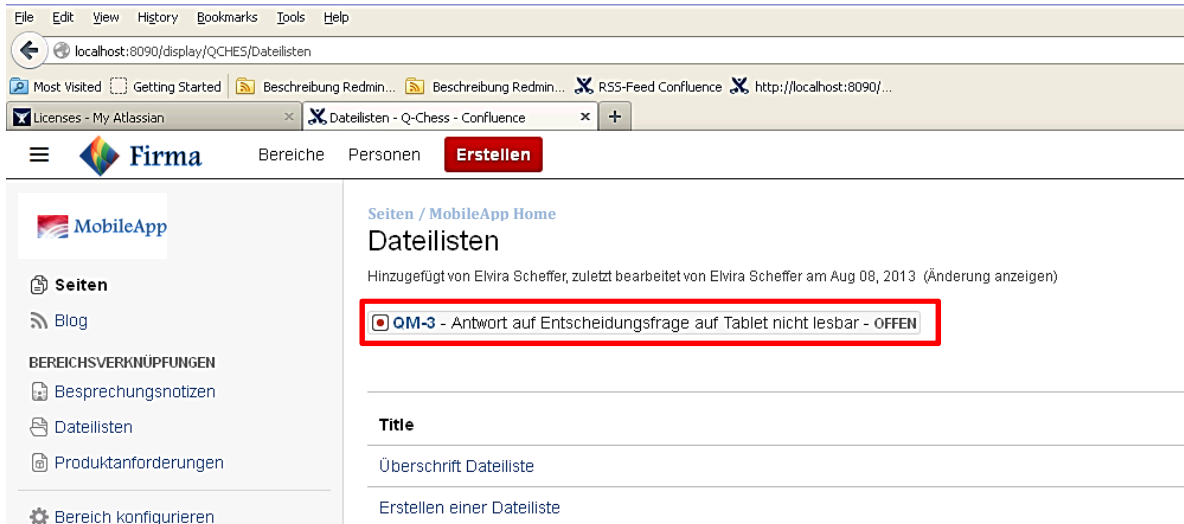 File Edit View History Bookmarks Tools Help
localhost:8090/display/QCHES/Dateilisten
Most Visited Getting Started Beschreibung Redmin... Beschreibung Redmin... RSS-Feed Confluence http://localhost:8090/...
Licenses - My Atlassian × Dateilisten - Q-Chess - Confluence × +
Firma Bereiche Personen Erstellen
MobileApp
Seiten / MobileApp Home
Dateilisten
Hinzugefügt von Elvira Scheffer, zuletzt bearbeitet von Elvira Scheffer am Aug 08, 2013 (Änderung anzeigen)
Seiten
Blog
QM-3 - Antwort auf Entscheidungsfrage auf Tablet nicht lesbar - OFFEN
BEREICHSVERKNÜPFUNGEN
Besprechungsnotizen
Dateilisten
Produktanforderungen
Bereich konfigurieren
Title
Überschrift Dateiliste
Erstellen einer Dateiliste